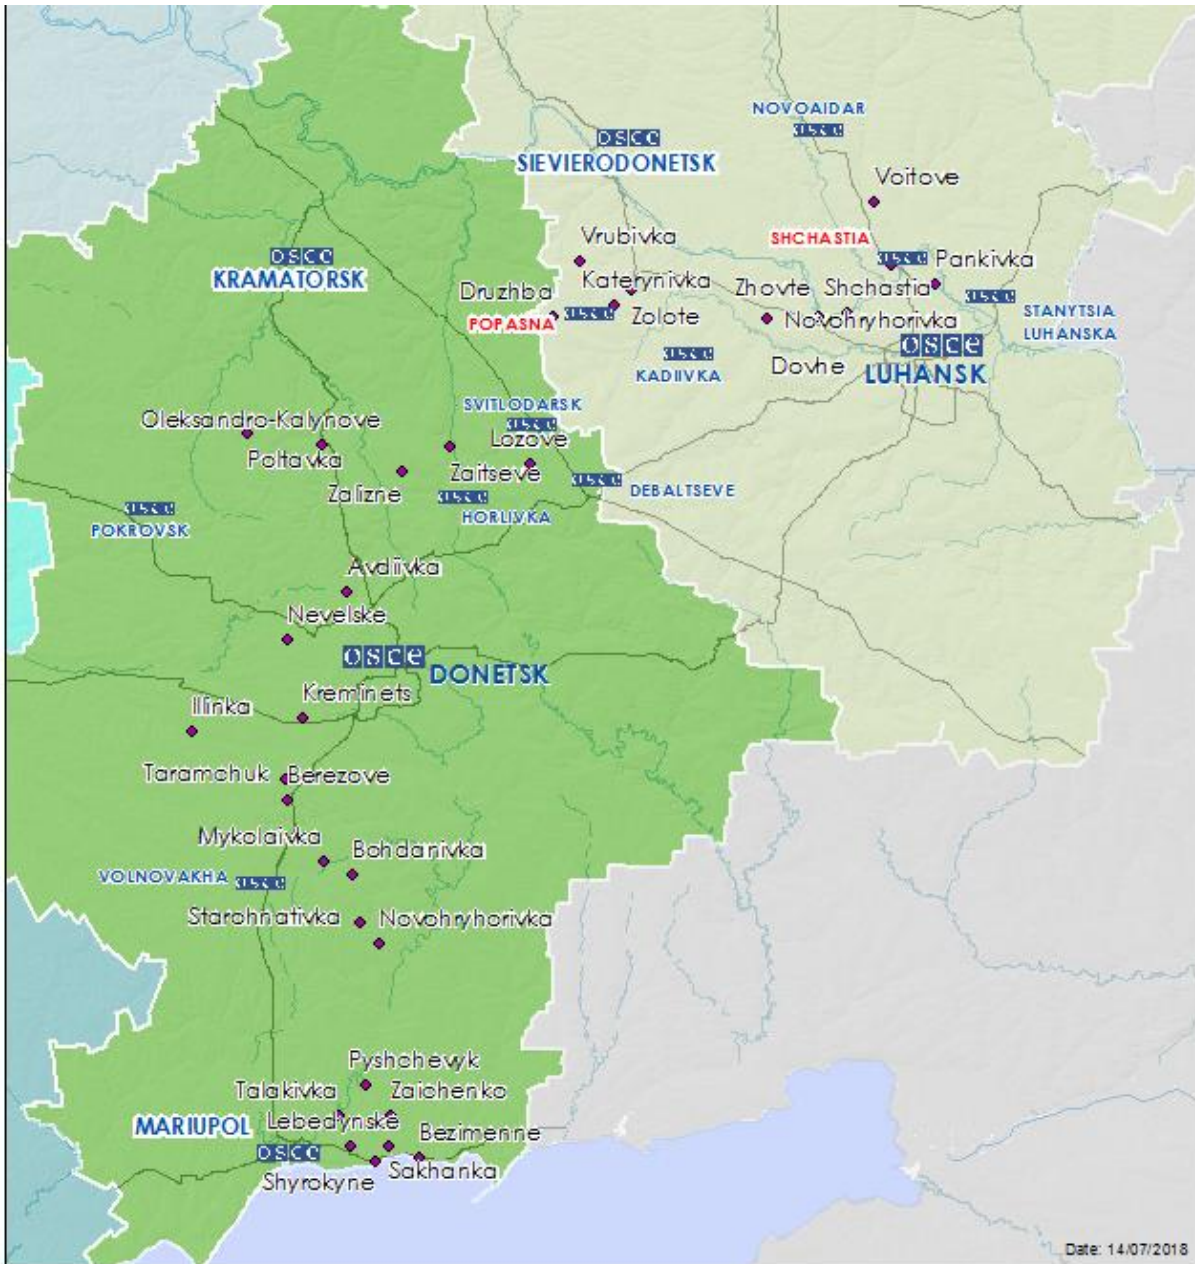 NOVOAIDAR
osce
osce
SIEVIERODONETSK
Voitove
SHCHASTIA
Vrubivka
osce
Pankivka
osce
KRAMATORSK
Druzhba
Katerynivka
Zhovte
Shchastia
osce
STANYTSIA
LUHANSKA
POPASNA
osce
Zolote
Novohryhorivka
osce
LUHANSK
osce
KADIIVKA
Dovhe
SVITLODARSK
osce
Oleksandro-Kalynove
Lozove
Poltavka
Zaitseve
Zalizne
osce
HORLIVKA
osce
DEBALTSEVE
osce
POKROVSK
Avdiivka
Nevelske
osce
DONETSK
Kreminets
Illinka
Taramchuk
Berezove
Mykolaivka
Bohdanivka
VOLNOVAKHA
osce
Starohnativka
Novohryhorivka
Pyshchevyk
Talakivka
Zaichenko
MARIUPOL
Lebedynske
Bezimenne
osce
Shyrokyne
Sakhanka
Date: 14/07/2018